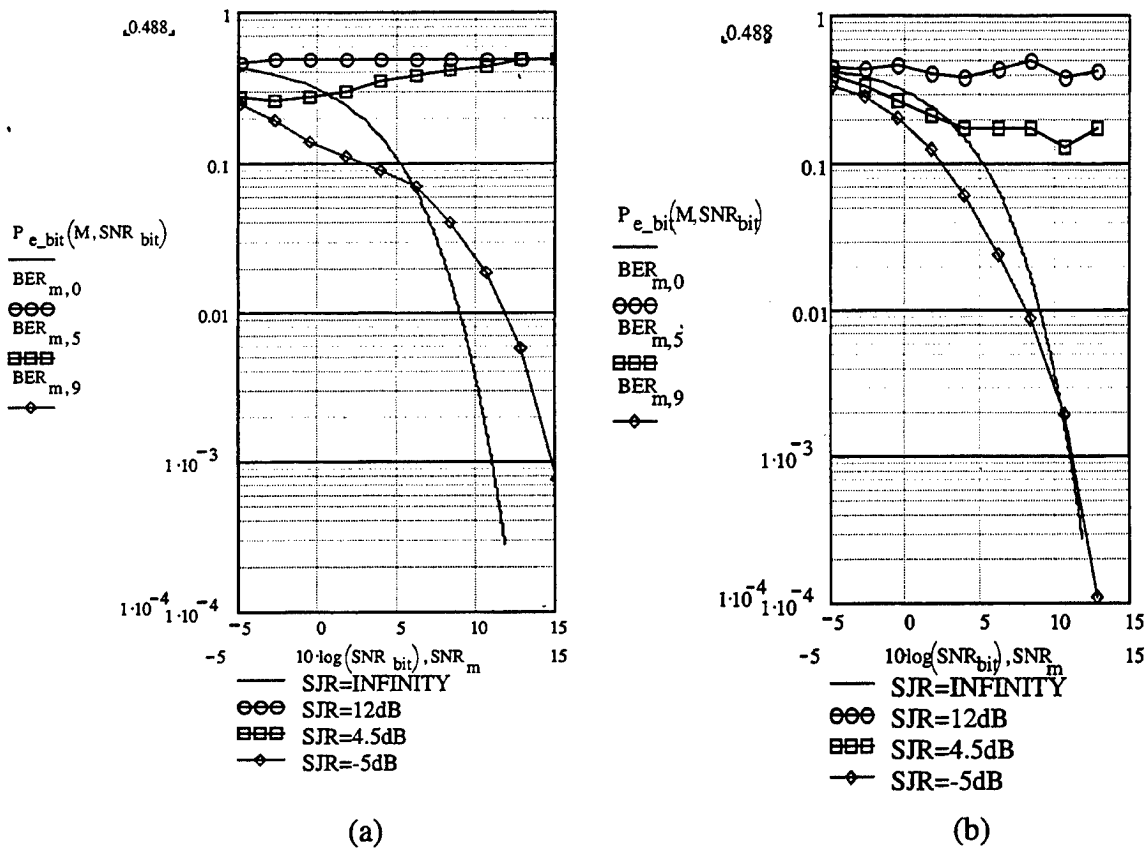 0.488
1
0.1
0.01
1·10⁻³
1·10⁻⁴ 1·10⁻⁴
P e_bit (M,SNR bit)
BER m,0
BER m,5
BER m,9
-5 0 5 10 15
-5 10·log(SNR bit), SNR m 15
SJR=INFINITY
SJR=12dB
SJR=4.5dB
SJR=-5dB
(a)
0.488
1
0.1
0.01
1·10⁻³
1·10⁻⁴ 1·10⁻⁴
P e_bit (M,SNR bit)
BER m,0
BER m,5
BER m,9
-5 0 5 10 15
-5 10·log(SNR bit), SNR m 15
SJR=INFINITY
SJR=12dB
SJR=4.5dB
SJR=-5dB
(b)